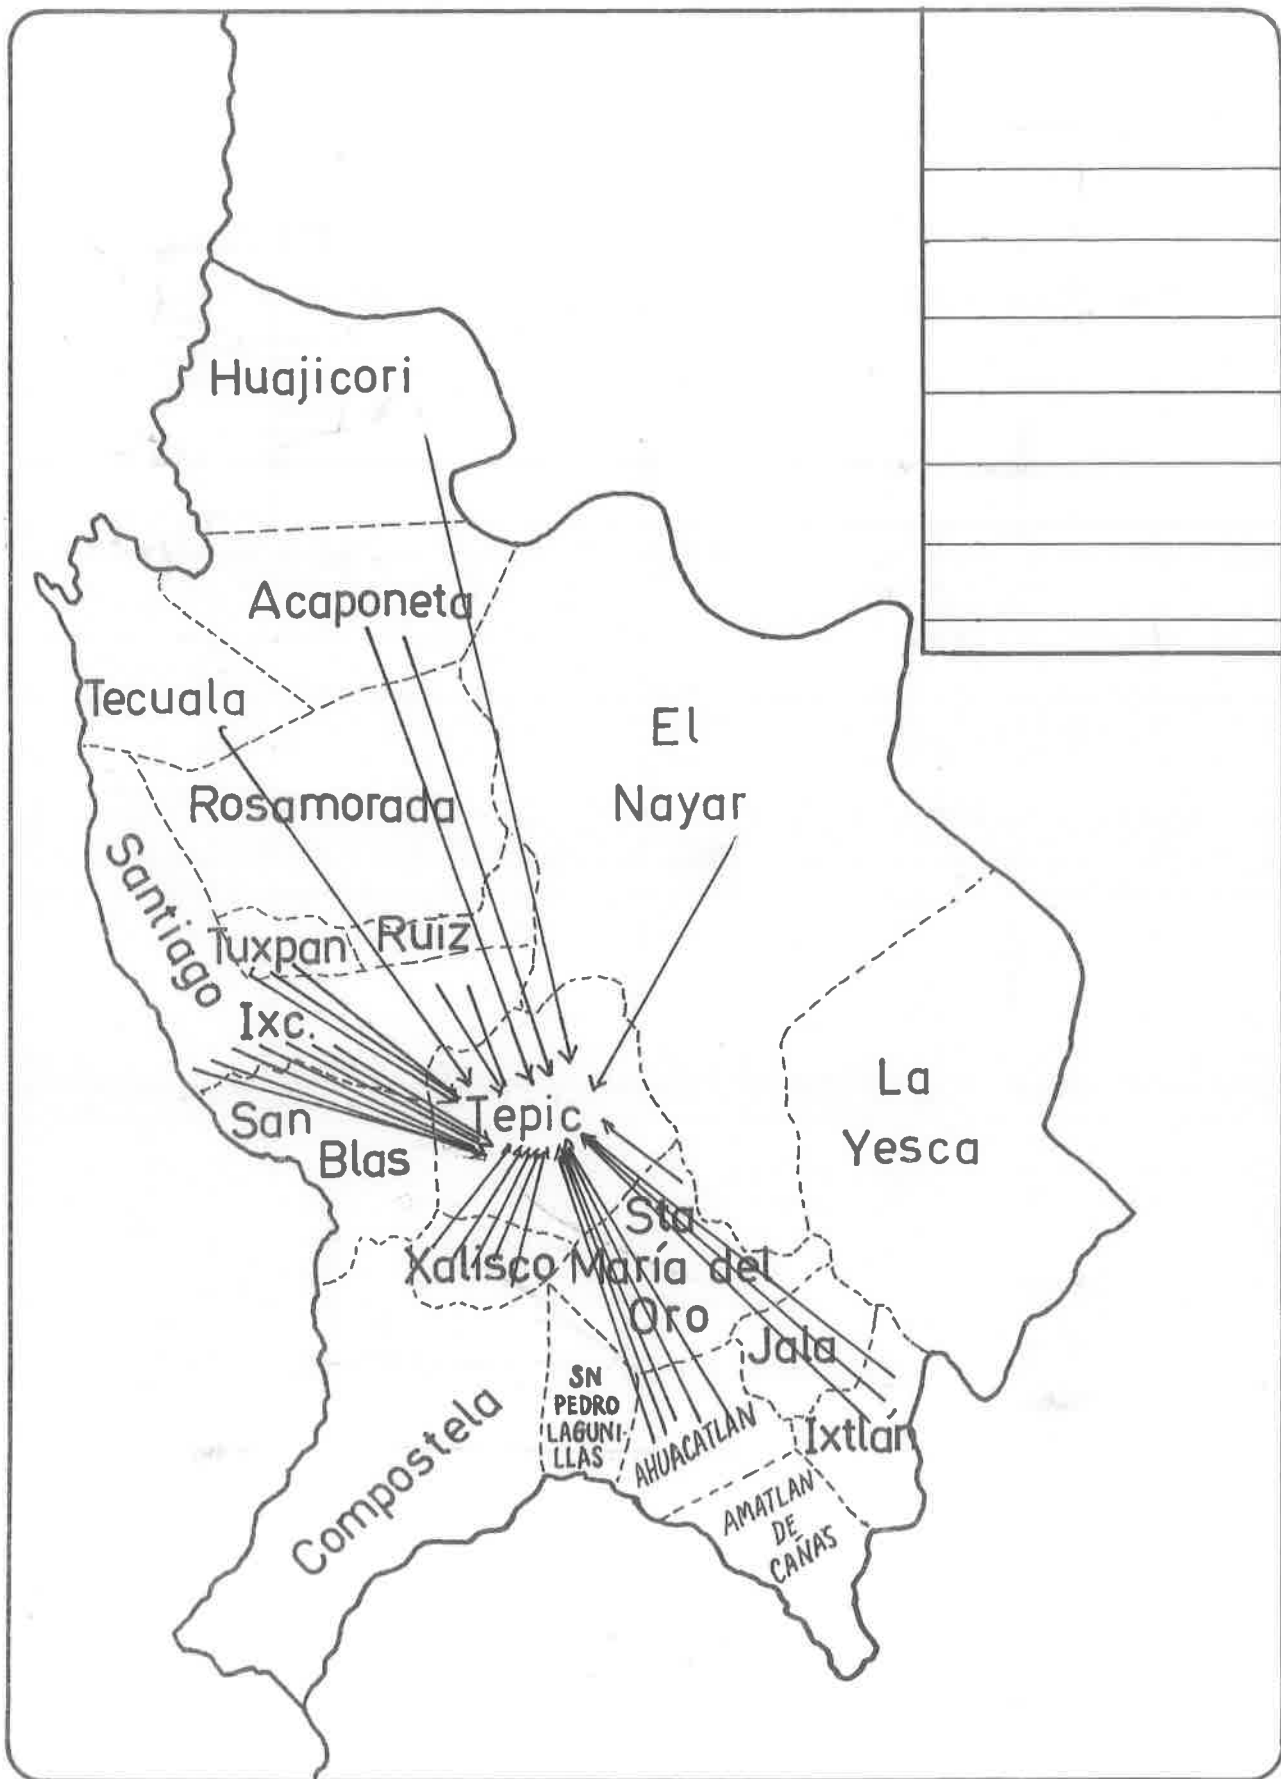 Huajicori
Acaponeta
Tecuala
El
Nayar
Rosamorada
Santiago
Tuxpan
Ruiz
Ixc.
La
Yesca
Tepic
San
Blas
Sta
Xalisco
María del
Oro
Jala
SN
PEDRO
LAGUNI-
LLAS
Compostela
AHUACATLAN
Ixtlán
AMATLAN
DE
CAÑAS